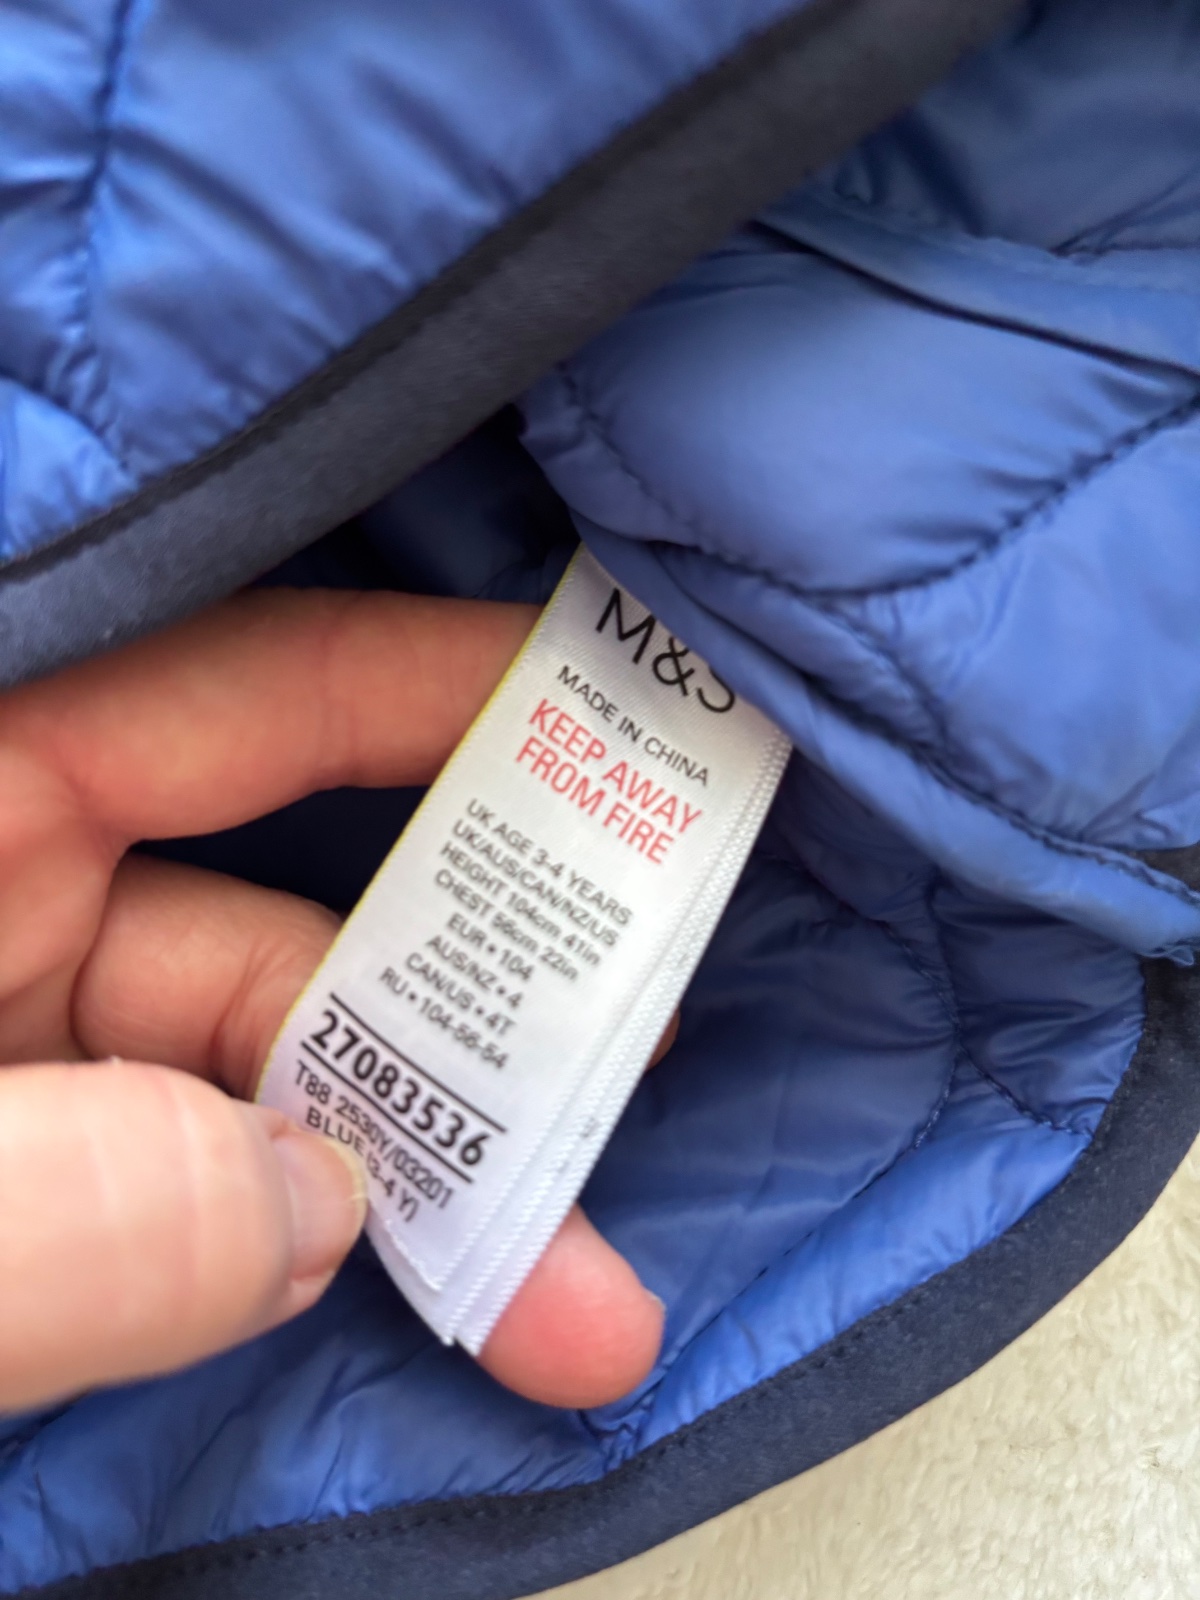 M&S
MADE IN CHINA
KEEP AWAY
FROM FIRE
UK AGE 3-4 YEARS
UK/AUS/CAN/NZ/US
HEIGHT 104cm 41in
CHEST 56cm 22in
EUR • 104
AUS/NZ • 4
CAN/US • 4T
RU • 104-56-54
27083536
T88 2530Y/03201
BLUE (3-4 Y)